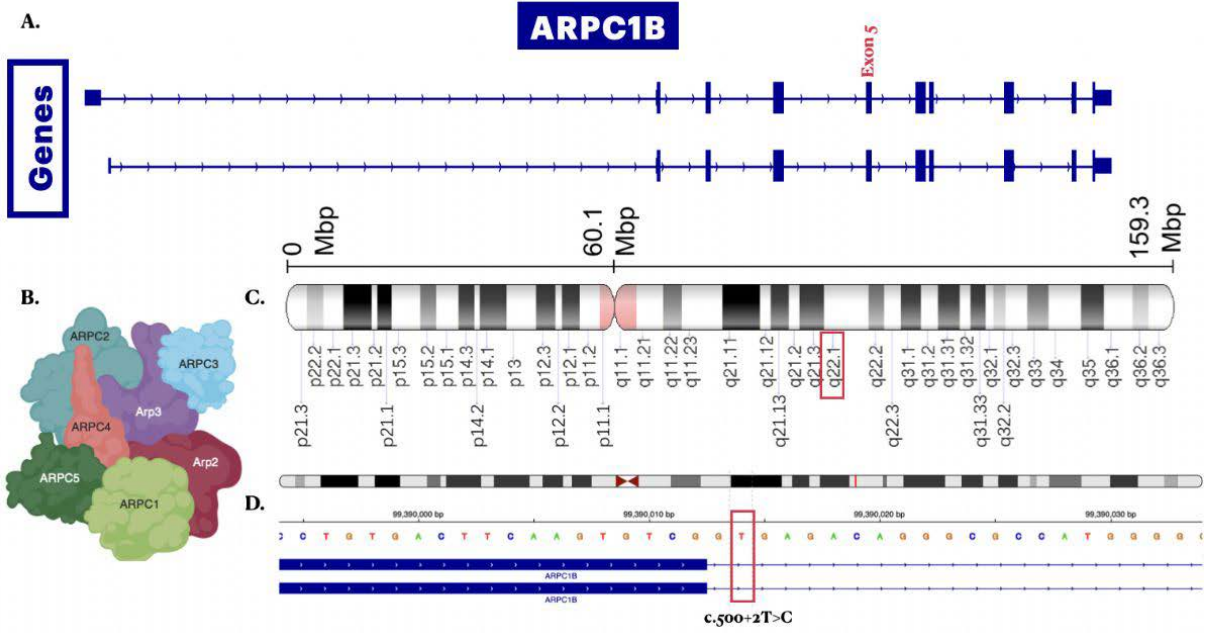 A.
ARPC1B
Genes
Exon 5
0 Mbp
60.1 Mbp
159.3 Mbp
B.
ARPC2
ARPC3
Arp3
ARPC4
Arp2
ARPC5
ARPC1
C.
p22.2 p22.1 p21.3 p21.2 p15.3 p15.2 p15.1 p14.3 p14.1 p13 p12.3 p12.1 p11.2 q11.1 q11.21 q11.22 q11.23 q21.11 q21.12 q21.2 q21.3 q22.1 q22.2 q31.1 q31.2 q31.31 q31.32 q32.1 q32.3 q33 q34 q35 q36.1 q36.2 q36.3
p21.3 p21.1 p14.2 p12.2 p11.1 q21.13 q22.3 q31.33 q32.2
D.
99,390,000 bp 99,390,010 bp 99,390,020 bp 99,390,030 bp
C C T G T G A C T T C A A G T G T C G G T G A G A C A G G G C G C C A T G G G G G
ARPC1B
ARPC1B
c.500+2T>C